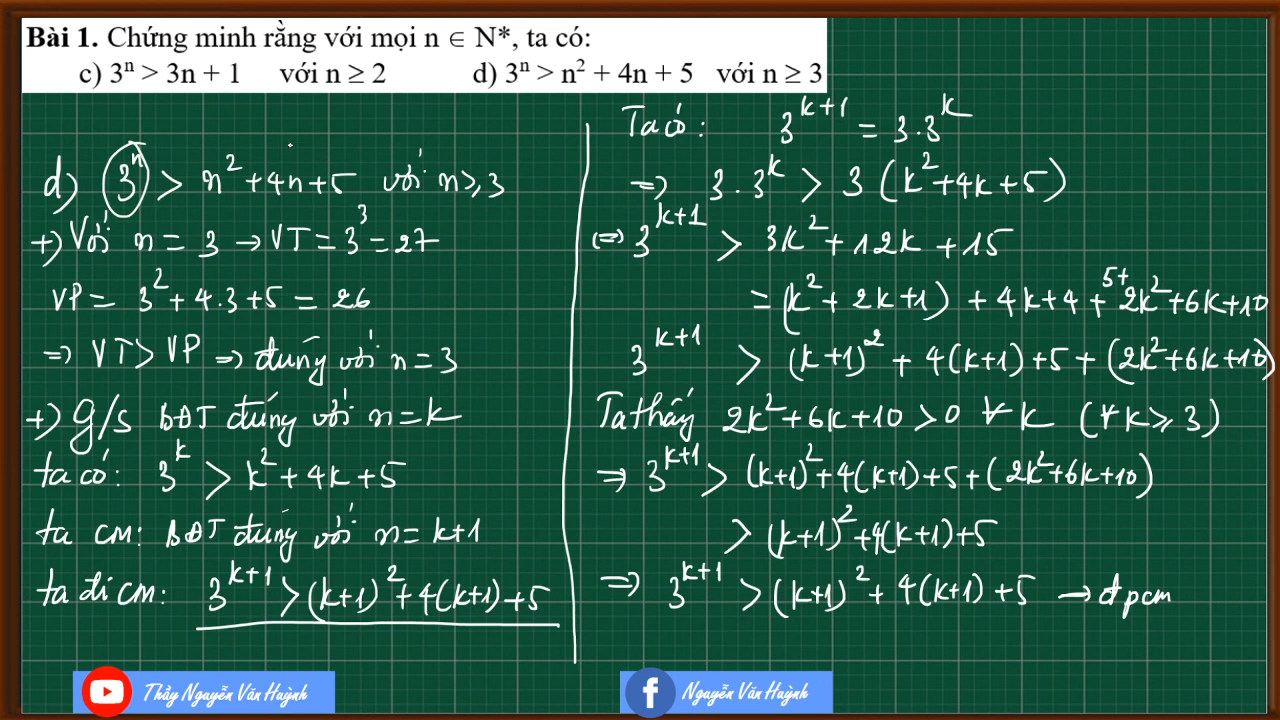 Bài 1. Chứng minh rằng với mọi n ∈ N*, ta có:
c) 3ⁿ > 3n + 1 với n ≥ 2 d) 3ⁿ > n² + 4n + 5 với n ≥ 3
d) 3ⁿ > n² + 4n + 5 với n ≥ 3
+) Với n = 3 → VT = 3³ = 27
VP = 3² + 4.3 + 5 = 26
=> VT > VP => đúng với n = 3
+) g/s BĐT đúng với n = k
ta có: 3ᵏ > k² + 4k + 5
ta cm: BĐT đúng với n = k+1
ta đi cm: 3ᵏ⁺¹ > (k+1)² + 4(k+1) + 5
Ta có: 3ᵏ⁺¹ = 3.3ᵏ
=> 3.3ᵏ > 3(k² + 4k + 5)
(=> 3ᵏ⁺¹ > 3k² + 12k + 15
= (k² + 2k + 1) + 4k + 4 + 5 + 2k² + 6k + 10
3ᵏ⁺¹ > (k+1)² + 4(k+1) + 5 + (2k² + 6k + 10)
Ta thấy 2k² + 6k + 10 > 0 ∀ k (∀ k ≥ 3)
=> 3ᵏ⁺¹ > (k+1)² + 4(k+1) + 5 + (2k² + 6k + 10)
> (k+1)² + 4(k+1) + 5
=> 3ᵏ⁺¹ > (k+1)² + 4(k+1) + 5 → đpcm
Thầy Nguyễn Văn Huỳnh
Nguyễn Văn Huỳnh